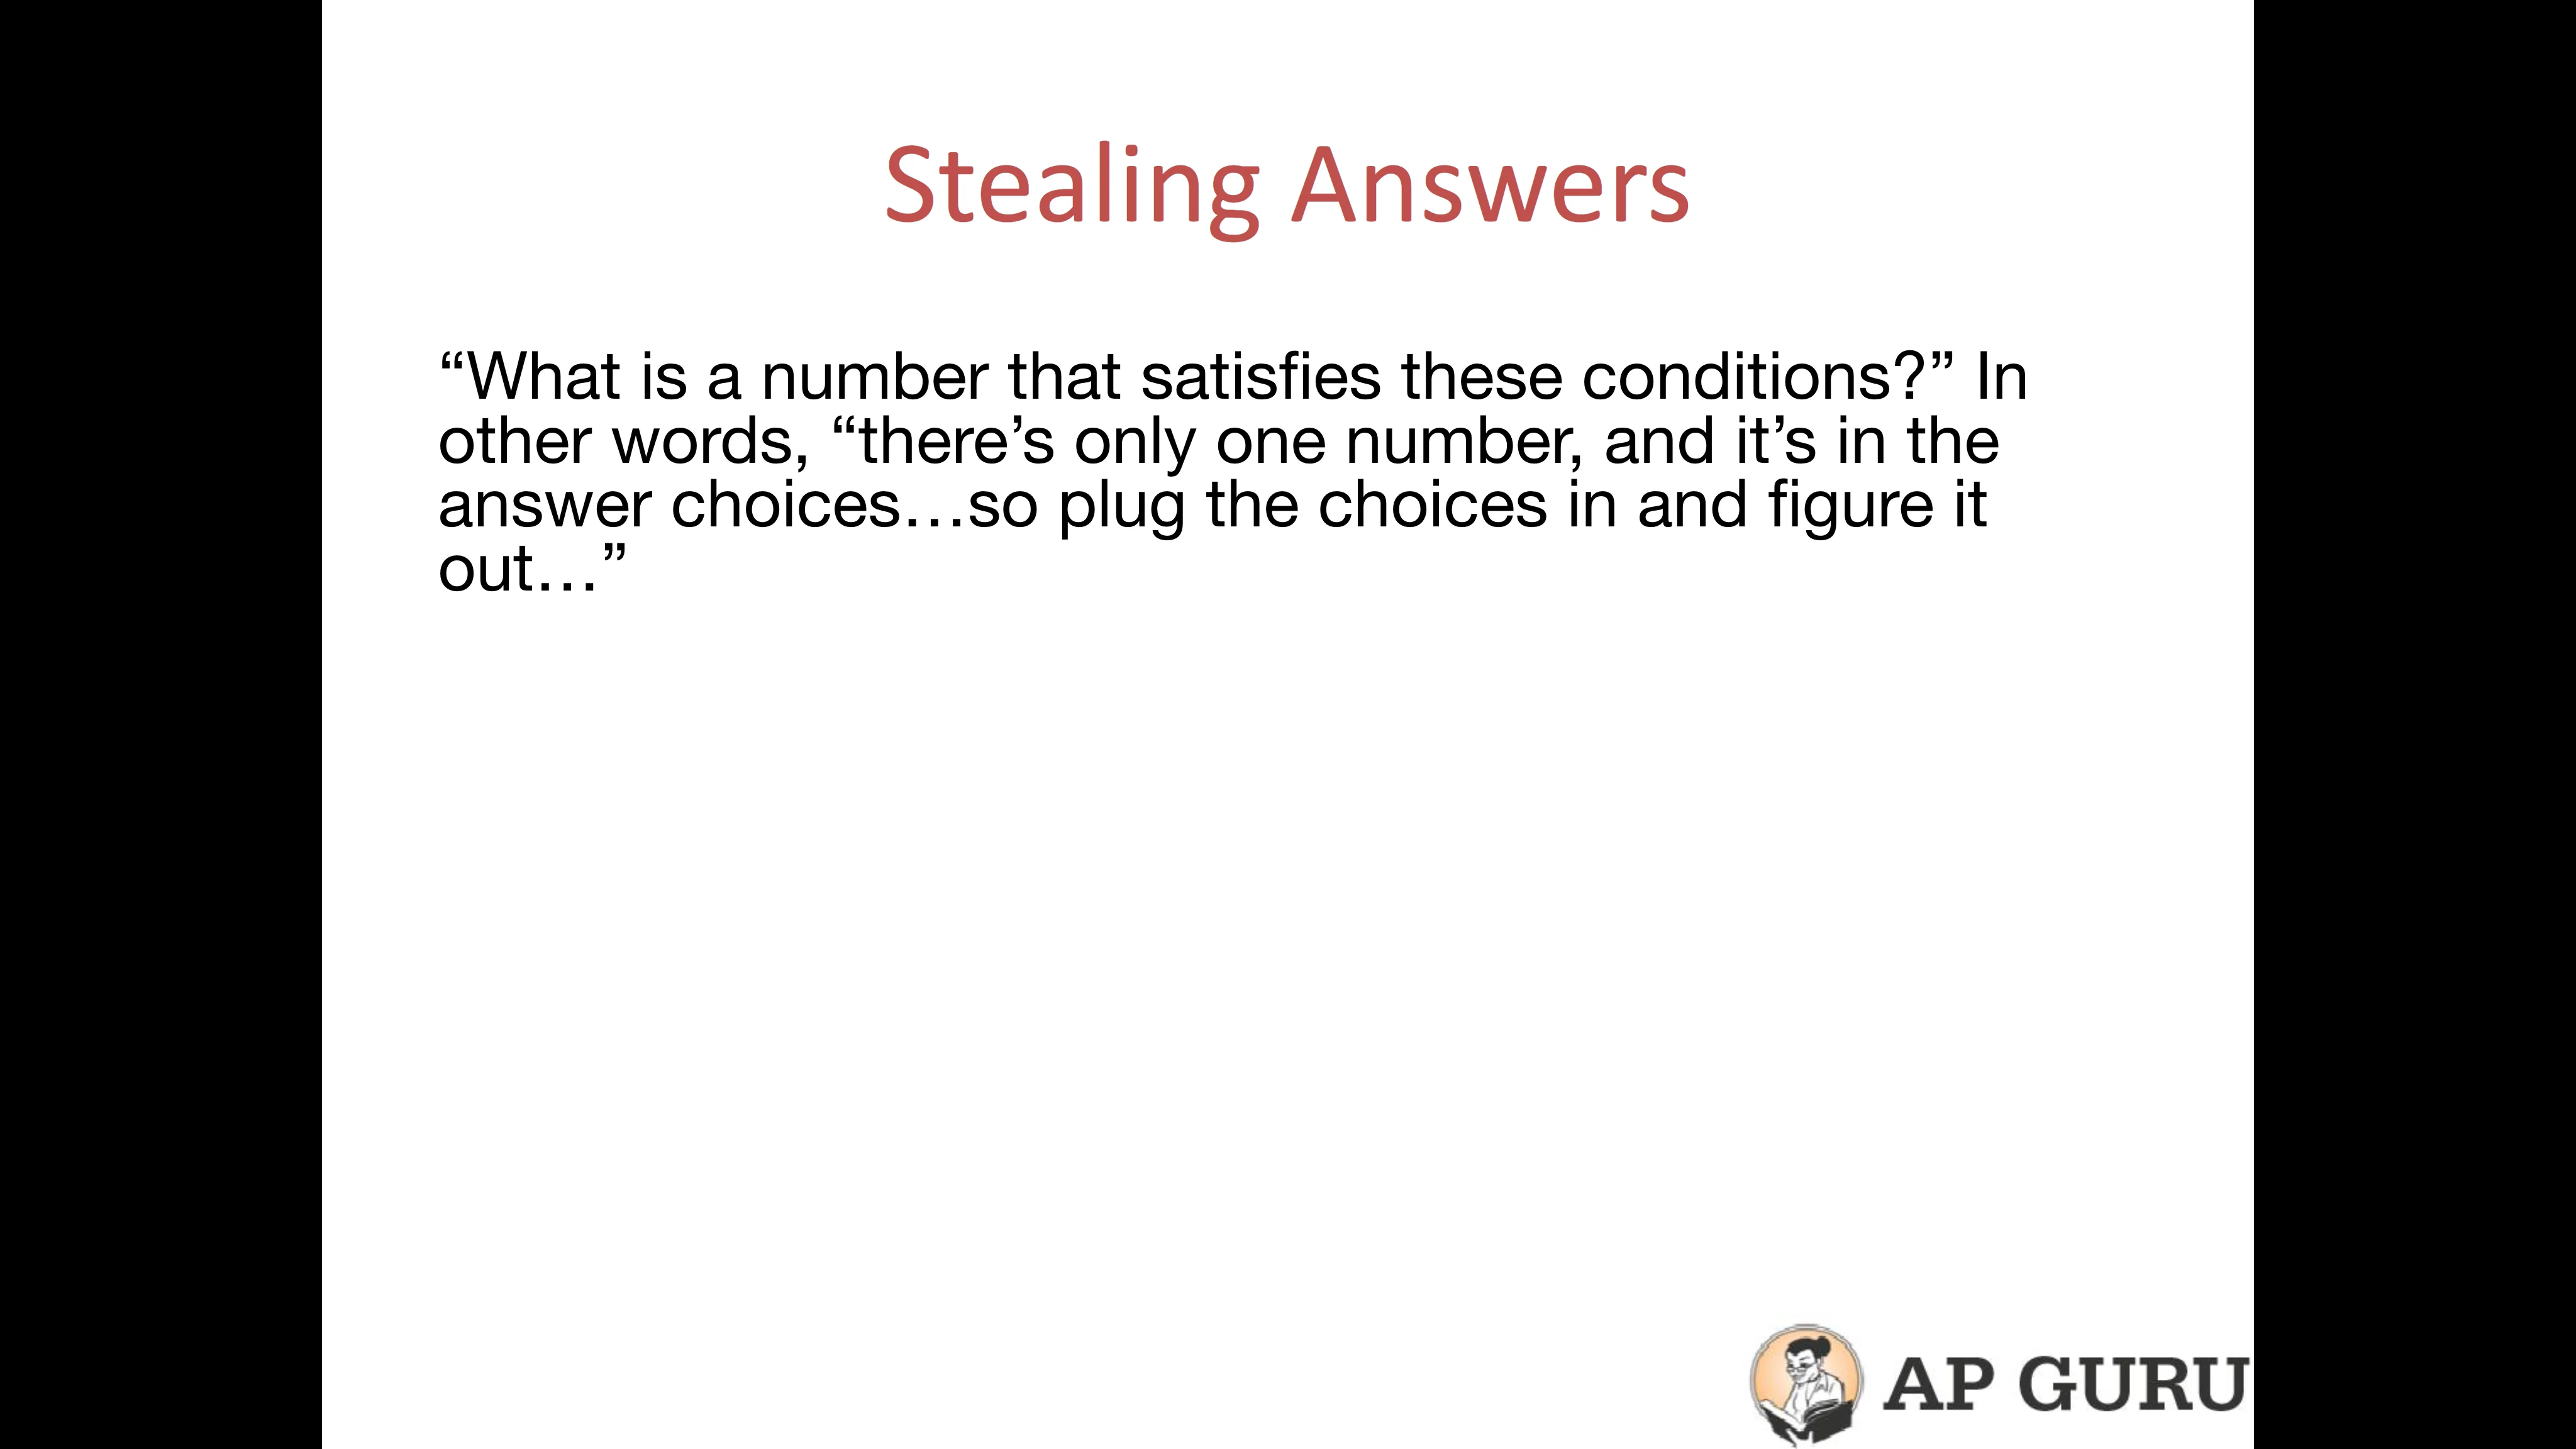 Stealing Answers
“What is a number that satisfies these conditions?” In
other words, “there’s only one number, and it’s in the
answer choices…so plug the choices in and figure it
out…”
AP GURU